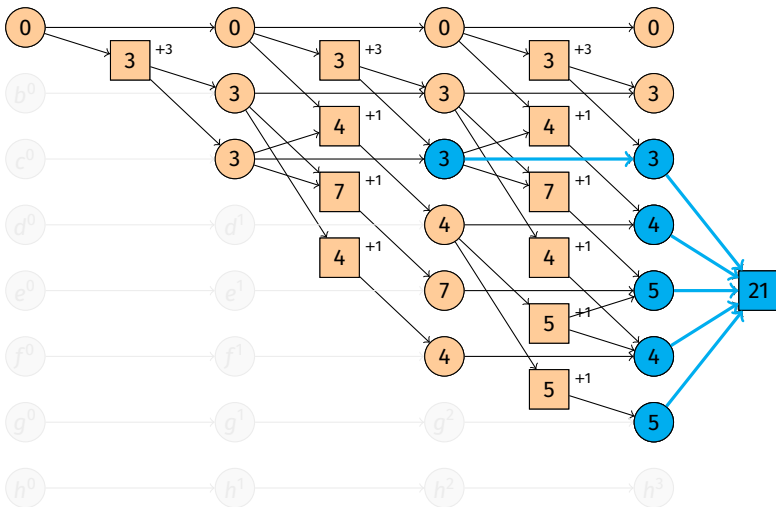 0 0 0 0
3 +3 3 +3 3 +3
b⁰ 3 3 3
4 +1 4 +1
c⁰ 3 3 3
7 +1 7 +1
d⁰ d¹ 4 4
4 +1 4 +1
e⁰ e¹ 7 5 21
5 +1
f⁰ f¹ 4 4
5 +1
g⁰ g¹ g² 5
h⁰ h¹ h² h³